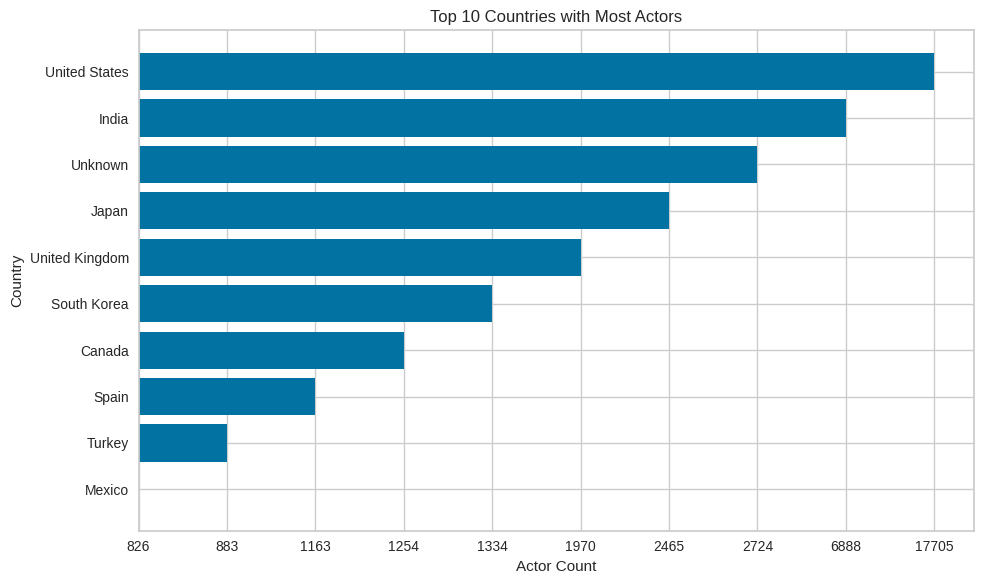 Top 10 Countries with Most Actors
United States
India
Unknown
Japan
United Kingdom
South Korea
Canada
Spain
Turkey
Mexico
Country
826 883 1163 1254 1334 1970 2465 2724 6888 17705
Actor Count